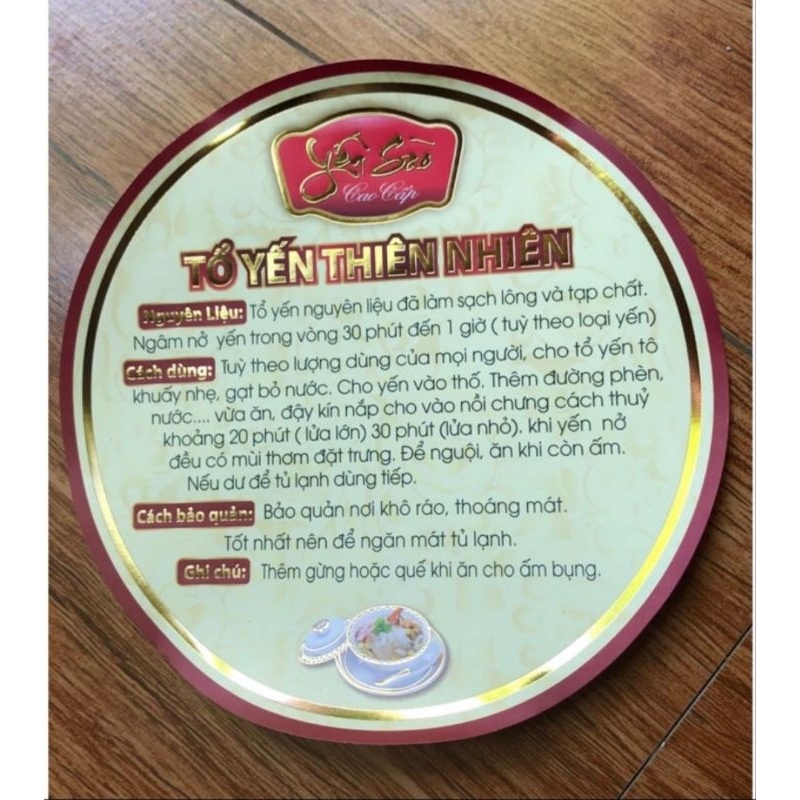 Yến Sào
Cao Cấp
TỔ YẾN THIÊN NHIÊN
Nguyên Liệu: Tổ yến nguyên liệu đã làm sạch lông và tạp chất.
Ngâm nở yến trong vòng 30 phút đến 1 giờ ( tuỳ theo loại yến)
Cách dùng: Tuỳ theo lượng dùng của mọi người, cho tổ yến tô
khuấy nhẹ, gạt bỏ nước. Cho yến vào thố. Thêm đường phèn,
nước.... vừa ăn, đậy kín nắp cho vào nồi chưng cách thuỷ
khoảng 20 phút ( lửa lớn) 30 phút (lửa nhỏ). khi yến nở
đều có mùi thơm đặt trưng. Để nguội, ăn khi còn ấm.
Nếu dư để tủ lạnh dùng tiếp.
Cách bảo quản: Bảo quản nơi khô ráo, thoáng mát.
Tốt nhất nên để ngăn mát tủ lạnh.
Ghi chú: Thêm gừng hoặc quế khi ăn cho ấm bụng.